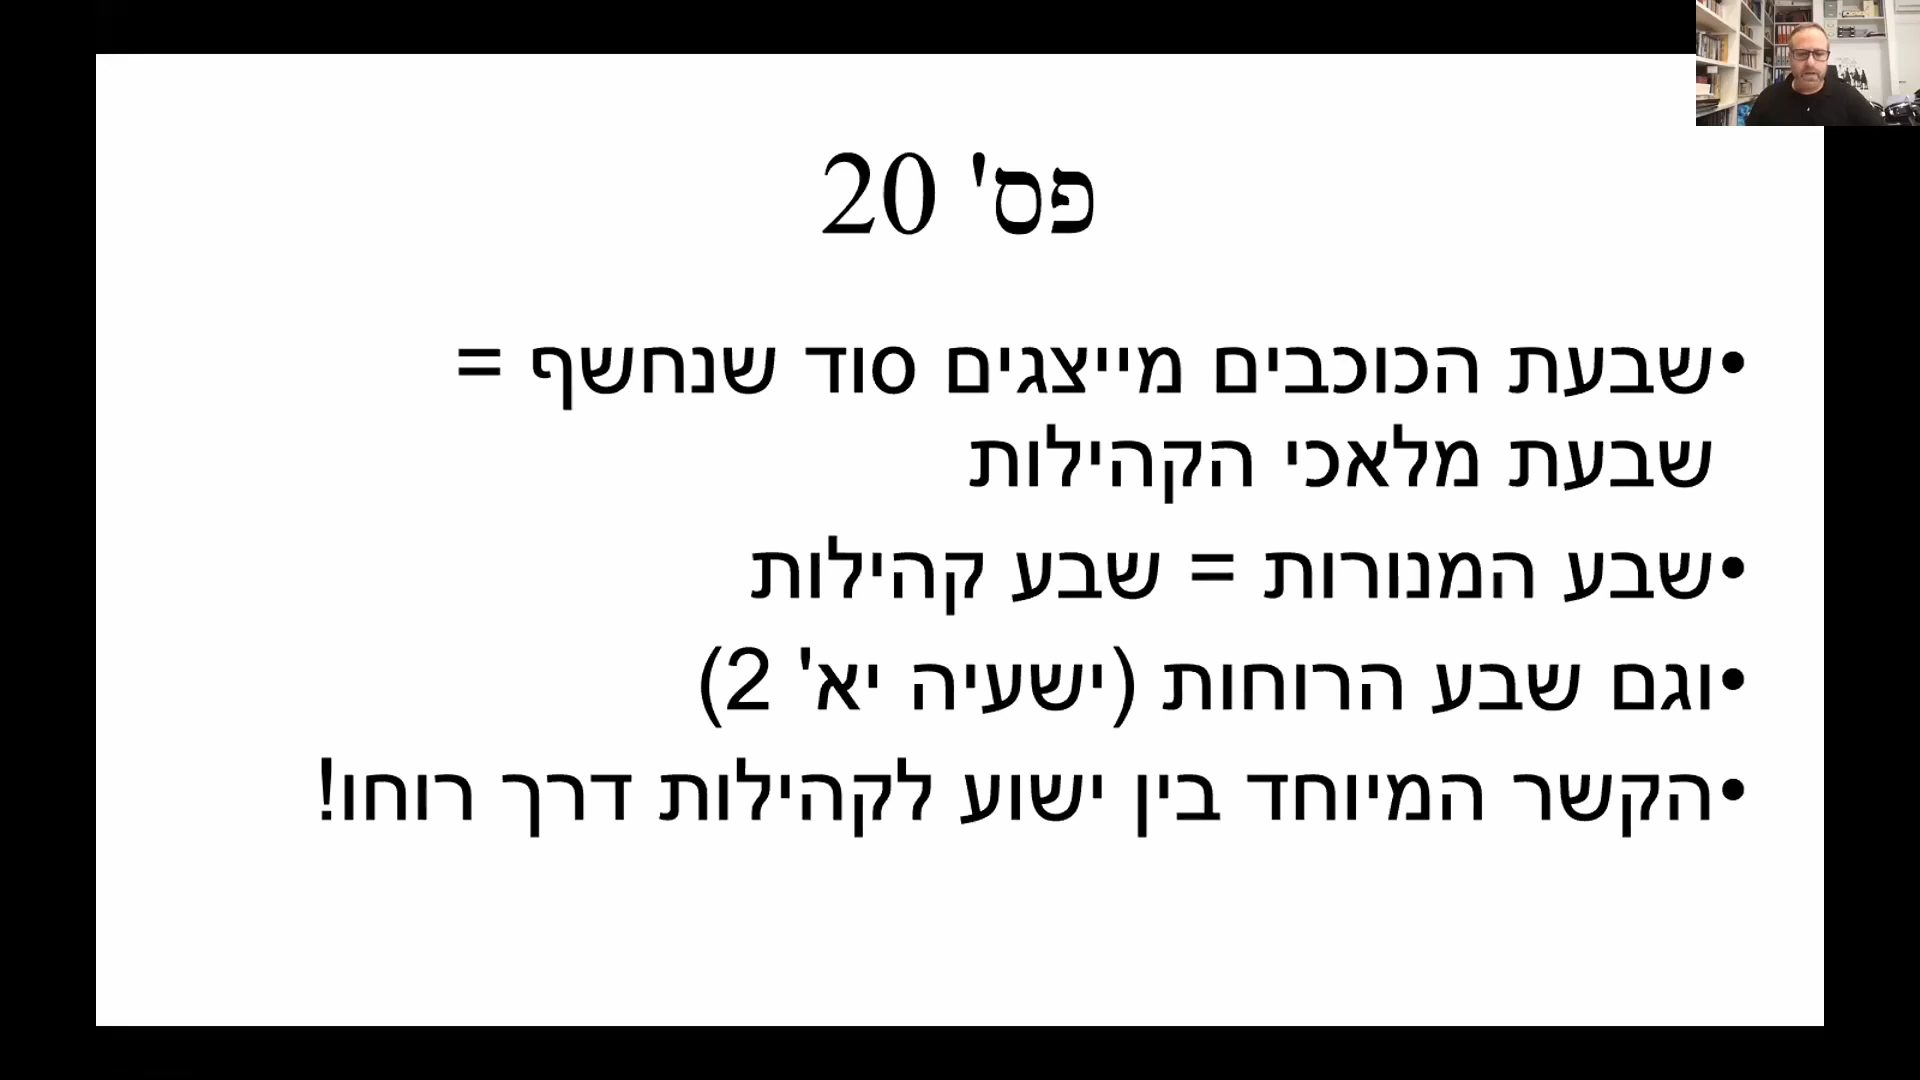 פס' 20
•שבעת הכוכבים מייצגים סוד שנחשף =
שבעת מלאכי הקהילות
•שבע המנורות = שבע קהילות
•וגם שבע הרוחות (ישעיה יא' 2)
•הקשר המיוחד בין ישוע לקהילות דרך רוחו!